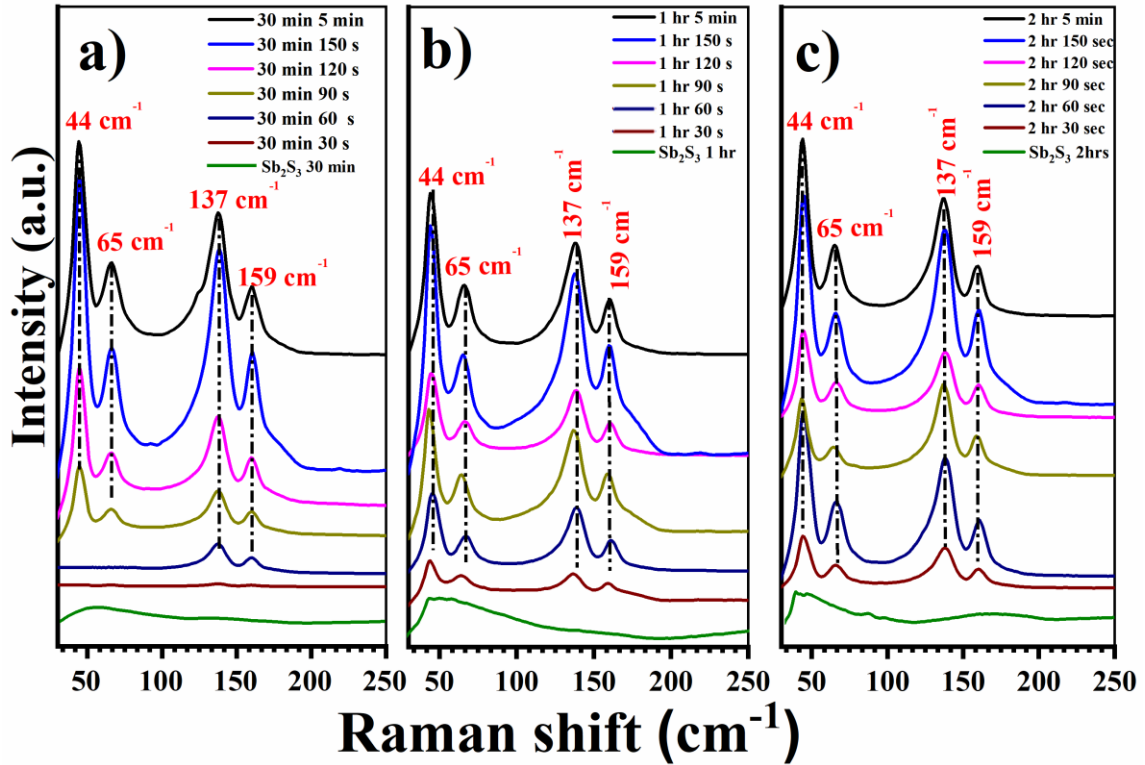 Intensity (a.u.)
a)
30 min 5 min
30 min 150 s
30 min 120 s
30 min 90 s
30 min 60 s
30 min 30 s
Sb₂S₃ 30 min
44 cm⁻¹
65 cm⁻¹
137 cm⁻¹
159 cm⁻¹
50 100 150 200 250
b)
1 hr 5 min
1 hr 150 s
1 hr 120 s
1 hr 90 s
1 hr 60 s
1 hr 30 s
Sb₂S₃ 1 hr
44 cm⁻¹
65 cm⁻¹
137 cm⁻¹
159 cm⁻¹
50 100 150 200 250
c)
2 hr 5 min
2 hr 150 sec
2 hr 120 sec
2 hr 90 sec
2 hr 60 sec
2 hr 30 sec
Sb₂S₃ 2hrs
44 cm⁻¹
65 cm⁻¹
137 cm⁻¹
159 cm⁻¹
50 100 150 200 250
Raman shift (cm⁻¹)